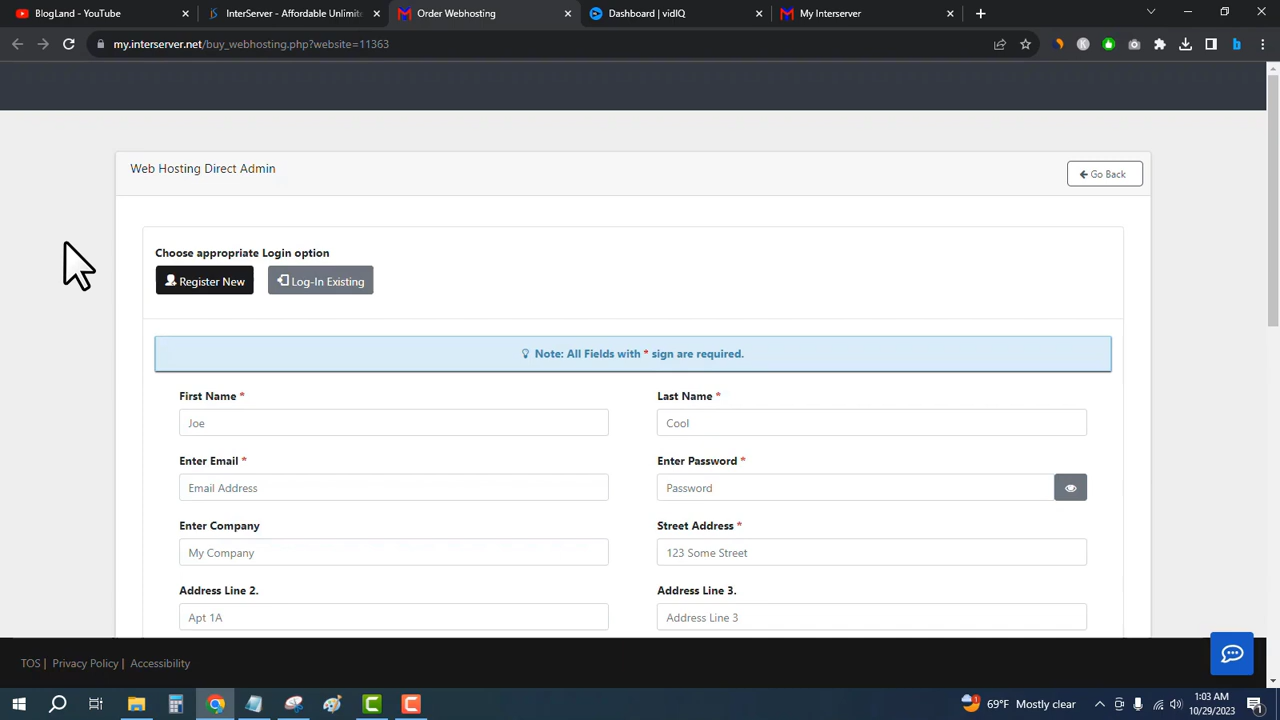 BlogLand - YouTube
InterServer - Affordable Unlimite
Order Webhosting
Dashboard | vidIQ
My Interserver
my.interserver.net/buy_webhosting.php?website=11363
Web Hosting Direct Admin
Go Back
Choose appropriate Login option
Register New
Log-In Existing
Note: All Fields with * sign are required.
First Name *
Last Name *
Joe
Cool
Enter Email *
Enter Password *
Email Address
Password
Enter Company
Street Address *
My Company
123 Some Street
Address Line 2.
Address Line 3.
Apt 1A
Address Line 3
TOS | Privacy Policy | Accessibility
69°F Mostly clear
1:03 AM
10/29/2023